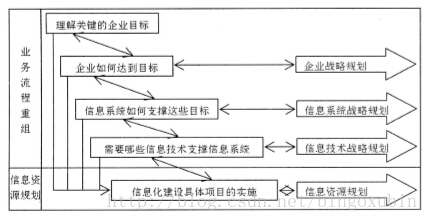 业务流程重组
理解关键的企业目标
企业如何达到目标
企业战略规划
信息系统如何支撑这些目标
信息系统战略规划
需要哪些信息技术支撑信息系统
信息技术战略规划
信息资源规划
信息化建设具体项目的实施
信息资源规划
http://blog.csdn.net/bingoxubin